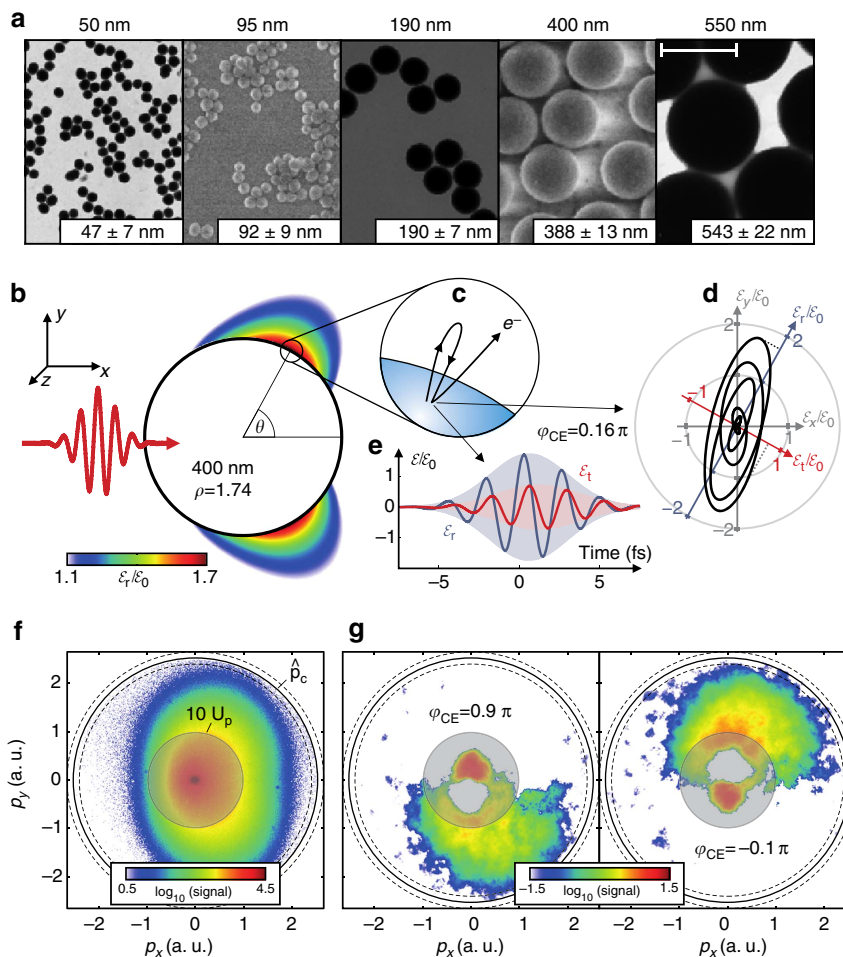 a
50 nm 95 nm 190 nm 400 nm 550 nm
47 ± 7 nm 92 ± 9 nm 190 ± 7 nm 388 ± 13 nm 543 ± 22 nm
b
y
z x
θ
400 nm
ρ=1.74
1.1 1.7
ℰr/ℰ0
c
e−
d
ℰy/ℰ0
ℰr/ℰ0
2
2
−1
ℰx/ℰ0
−1 1
1
ℰt/ℰ0
−2
−2
φCE=0.16 π
e
ℰ/ℰ0
ℰt
1
0
−1
ℰr
Time (fs)
−5 0 5
f
p̂c
10 Up
2
1
0
−1
−2
py (a. u.)
0.5 4.5
log10 (signal)
−2 −1 0 1 2
px (a. u.)
g
φCE=0.9 π
φCE=−0.1 π
−1.5 1.5
log10 (signal)
−2 −1 0 1 2
−2 −1 0 1 2
px (a. u.) px (a. u.)